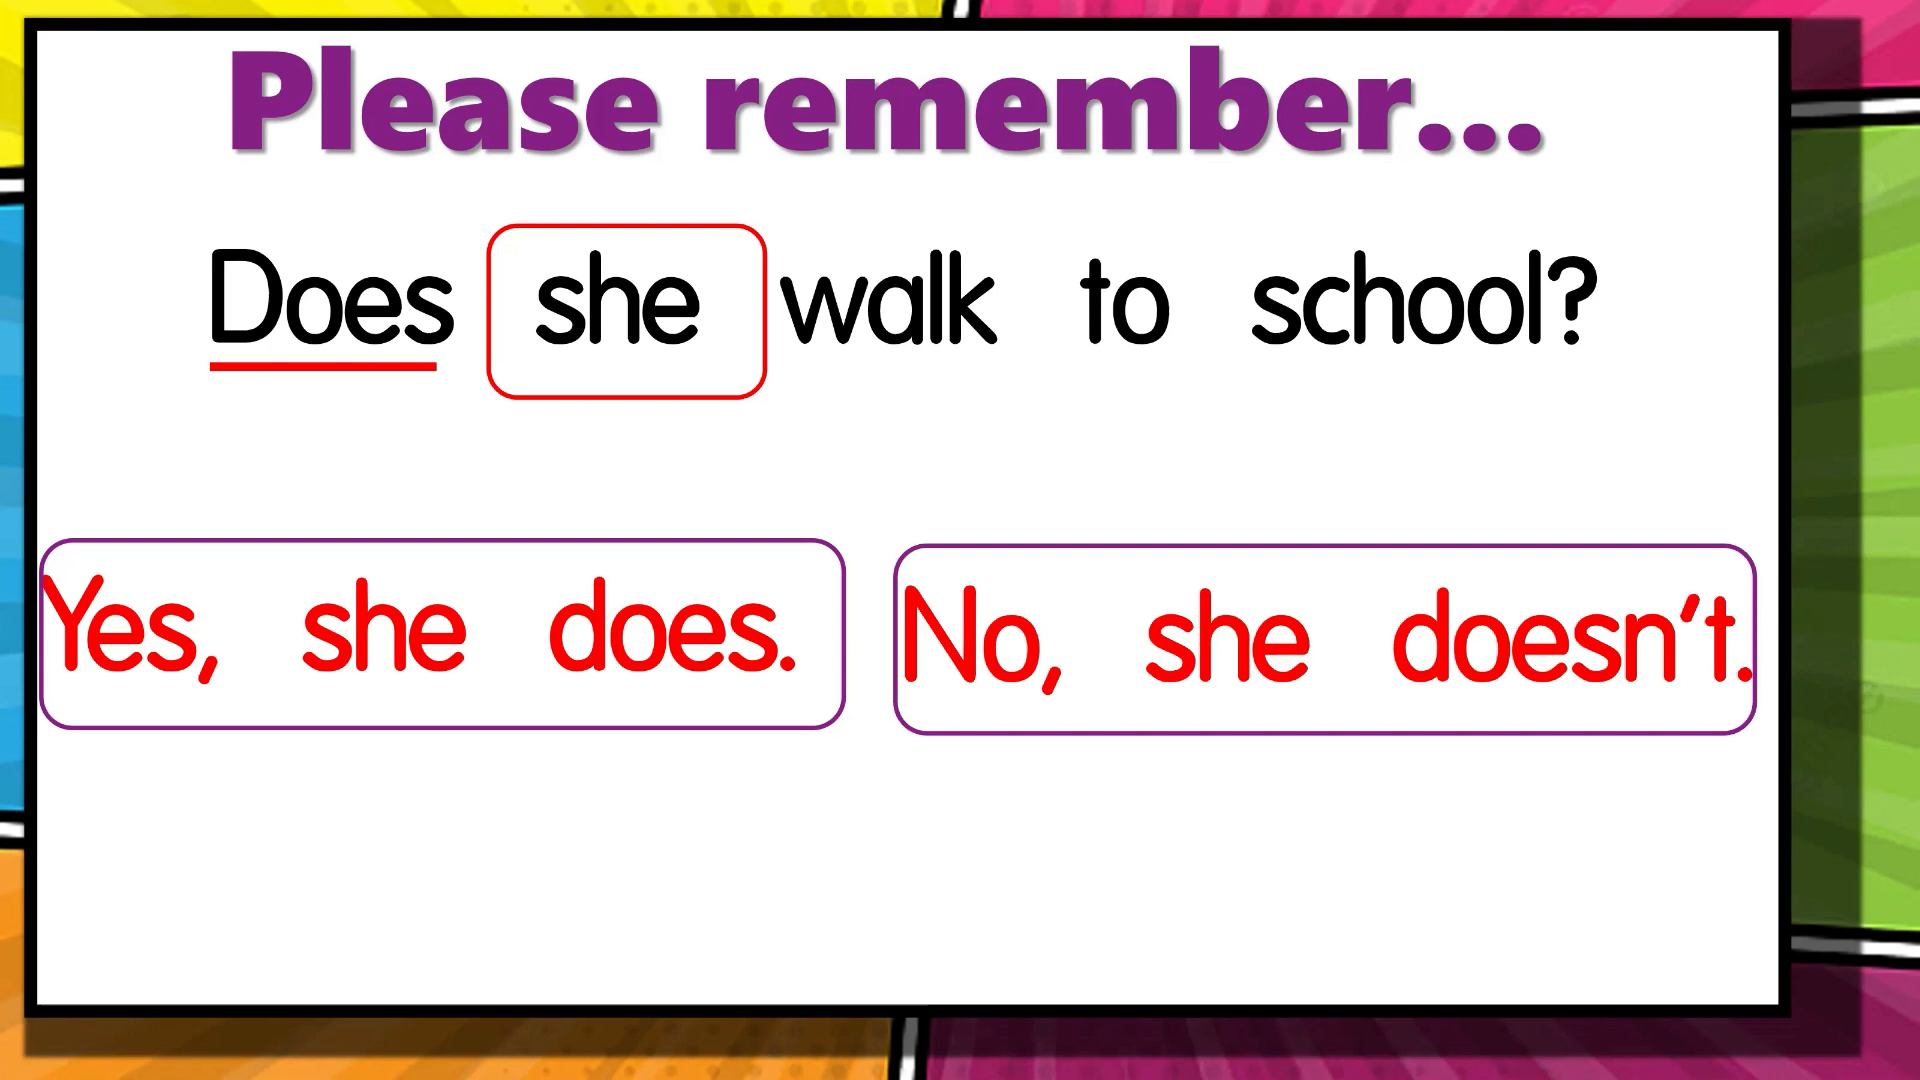 Please remember...
Does she walk to school?
Yes, she does.
No, she doesn’t.